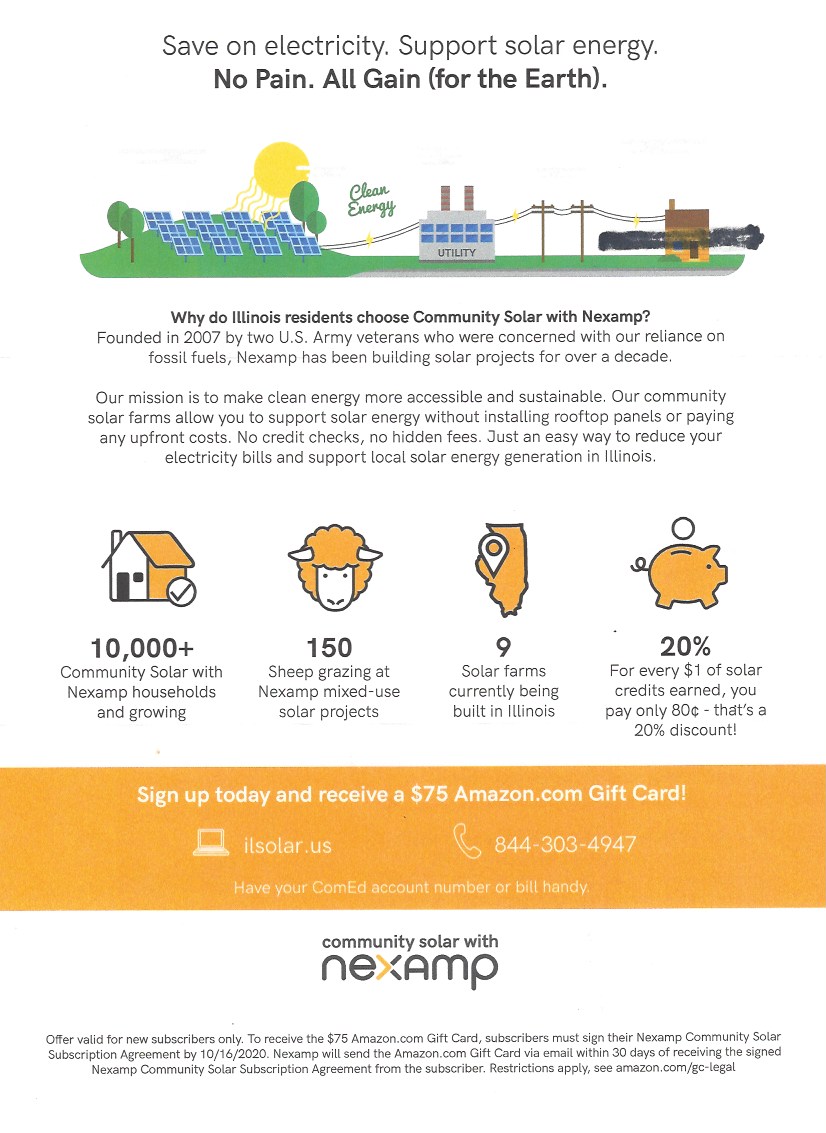 Save on electricity. Support solar energy.
No Pain. All Gain (for the Earth).
Clean
Energy
UTILITY
Why do Illinois residents choose Community Solar with Nexamp?
Founded in 2007 by two U.S. Army veterans who were concerned with our reliance on
fossil fuels, Nexamp has been building solar projects for over a decade.
Our mission is to make clean energy more accessible and sustainable. Our community
solar farms allow you to support solar energy without installing rooftop panels or paying
any upfront costs. No credit checks, no hidden fees. Just an easy way to reduce your
electricity bills and support local solar energy generation in Illinois.
10,000+
Community Solar with
Nexamp households
and growing
150
Sheep grazing at
Nexamp mixed-use
solar projects
9
Solar farms
currently being
built in Illinois
20%
For every $1 of solar
credits earned, you
pay only 80¢ - that's a
20% discount!
Sign up today and receive a $75 Amazon.com Gift Card!
ilsolar.us
844-303-4947
Have your ComEd account number or bill handy.
community solar with
nexamp
Offer valid for new subscribers only. To receive the $75 Amazon.com Gift Card, subscribers must sign their Nexamp Community Solar
Subscription Agreement by 10/16/2020. Nexamp will send the Amazon.com Gift Card via email within 30 days of receiving the signed
Nexamp Community Solar Subscription Agreement from the subscriber. Restrictions apply, see amazon.com/gc-legal